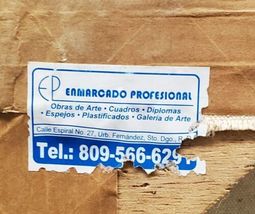 EP ENMARCADO PROFESIONAL
Obras de Arte • Cuadros • Diplomas
• Espejos • Plastificados • Galería de Arte
Calle Espiral No. 27, Urb. Fernández, Sto. Dgo., R
Tel.: 809-566-629